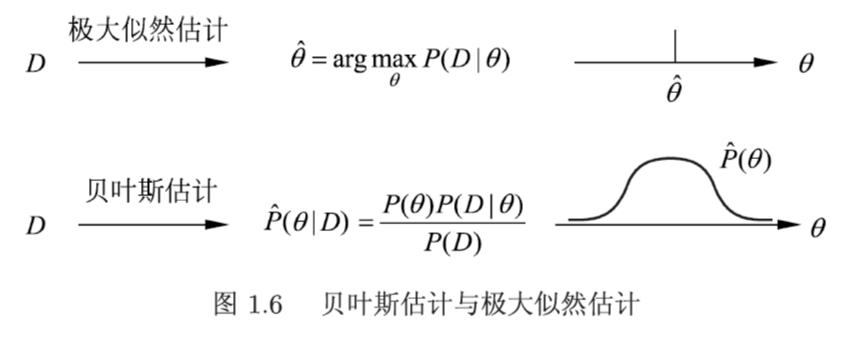 极大似然估计
D θ̂ = arg max P(D|θ) θ
θ θ̂
贝叶斯估计 P̂(θ)
D P̂(θ|D) = P(θ)P(D|θ) / P(D) θ
图 1.6 贝叶斯估计与极大似然估计